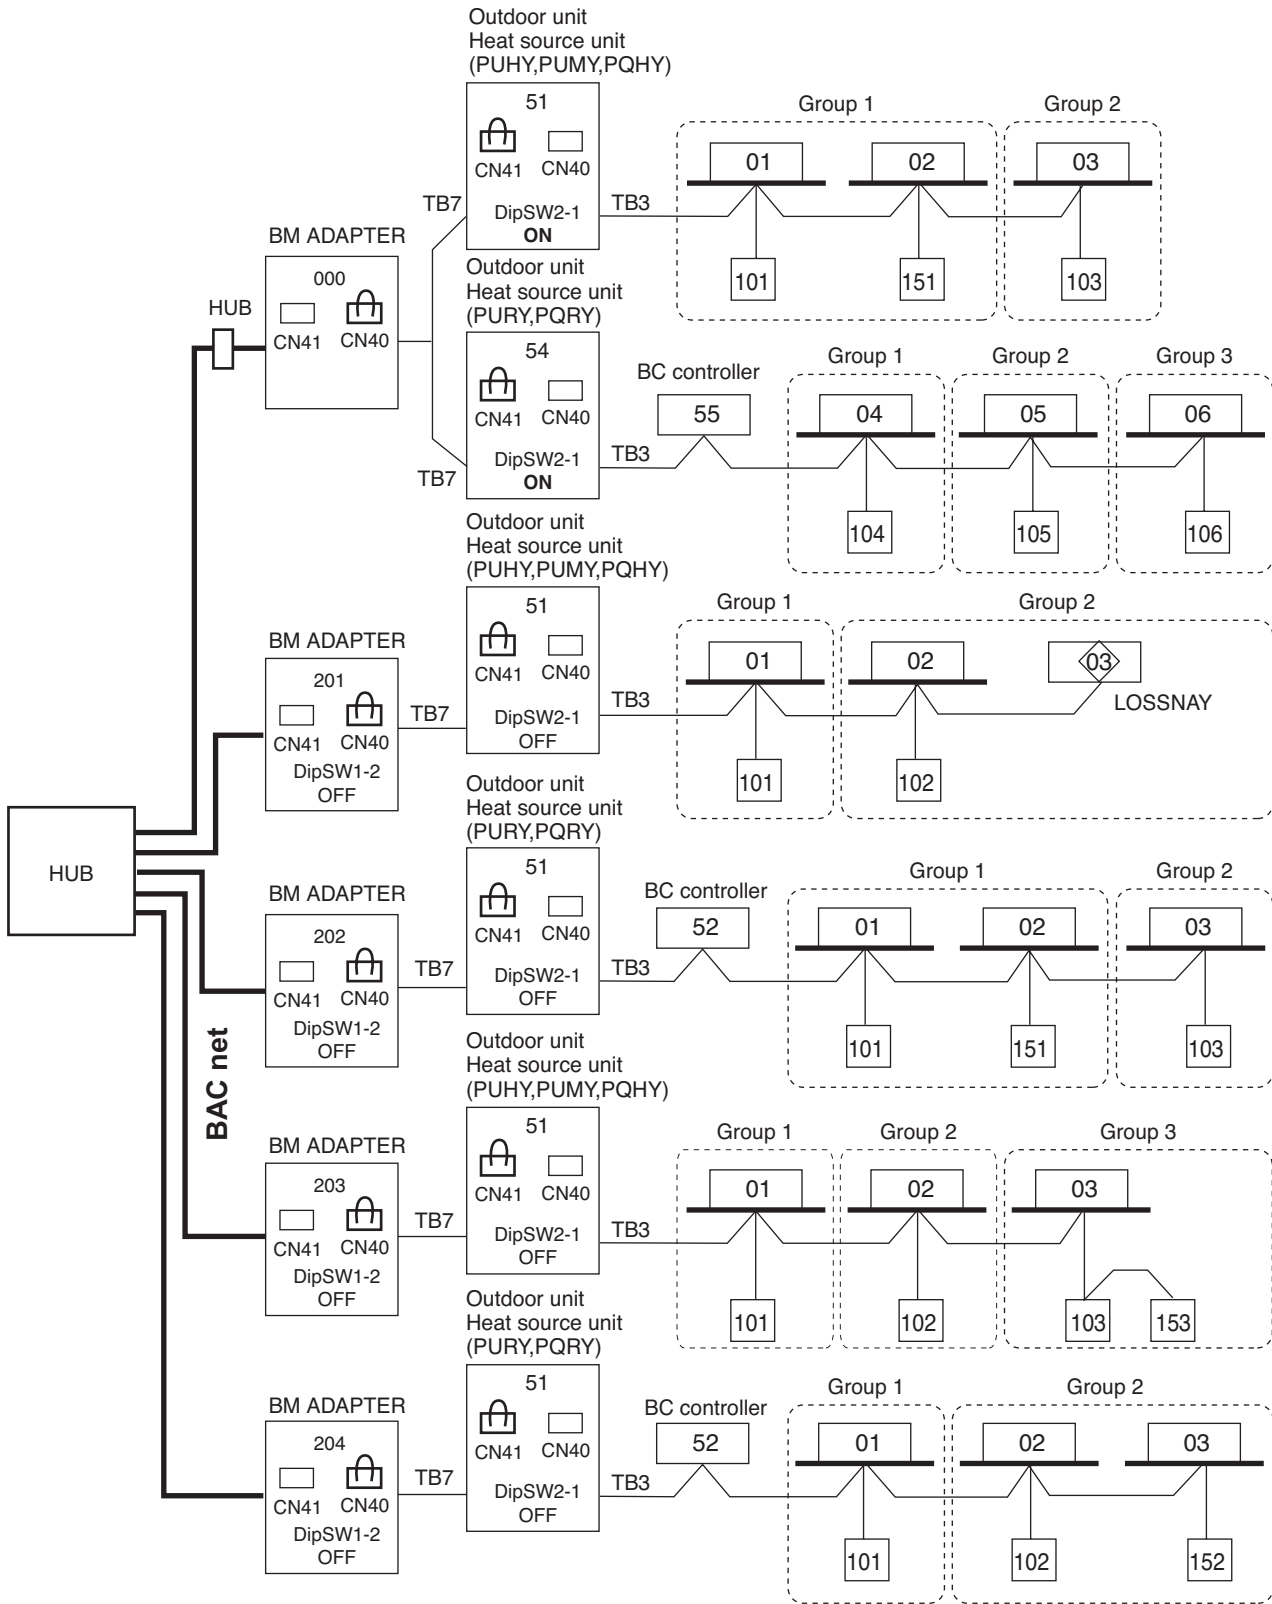 Outdoor unit
Heat source unit
(PUHY,PUMY,PQHY)
51
CN41 CN40
DipSW2-1
ON
TB7
TB3
Group 1
Group 2
01
02
03
101
151
103
BM ADAPTER
000
CN41 CN40
HUB
Outdoor unit
Heat source unit
(PURY,PQRY)
54
CN41 CN40
DipSW2-1
ON
TB7
TB3
BC controller
55
Group 1
Group 2
Group 3
04
05
06
104
105
106
Outdoor unit
Heat source unit
(PUHY,PUMY,PQHY)
51
CN41 CN40
DipSW2-1
OFF
BM ADAPTER
201
CN41 CN40
DipSW1-2
OFF
TB7
TB3
Group 1
Group 2
01
02
03
LOSSNAY
101
102
HUB
Outdoor unit
Heat source unit
(PURY,PQRY)
51
CN41 CN40
DipSW2-1
OFF
BM ADAPTER
202
CN41 CN40
DipSW1-2
OFF
TB7
TB3
BC controller
52
Group 1
Group 2
01
02
03
101
151
103
BAC net
Outdoor unit
Heat source unit
(PUHY,PUMY,PQHY)
51
CN41 CN40
DipSW2-1
OFF
BM ADAPTER
203
CN41 CN40
DipSW1-2
OFF
TB7
TB3
Group 1
Group 2
Group 3
01
02
03
101
102
103
153
Outdoor unit
Heat source unit
(PURY,PQRY)
51
CN41 CN40
DipSW2-1
OFF
BM ADAPTER
204
CN41 CN40
DipSW1-2
OFF
TB7
TB3
BC controller
52
Group 1
Group 2
01
02
03
101
102
152